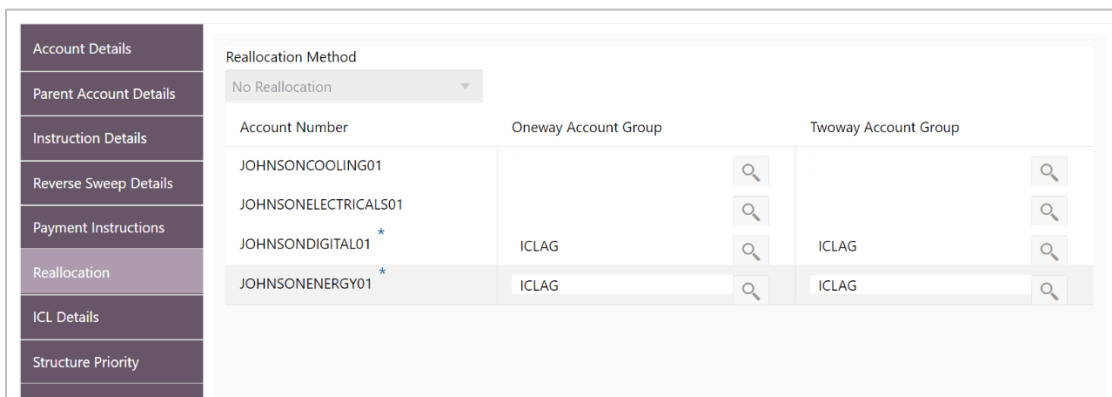 Account Details
Parent Account Details
Instruction Details
Reverse Sweep Details
Payment Instructions
Reallocation
ICL Details
Structure Priority
Reallocation Method
No Reallocation
Account Number Oneway Account Group Twoway Account Group
JOHNSONCOOLING01
JOHNSONELECTRICALS01
JOHNSONDIGITAL01 * ICLAG ICLAG
JOHNSONENERGY01 * ICLAG ICLAG